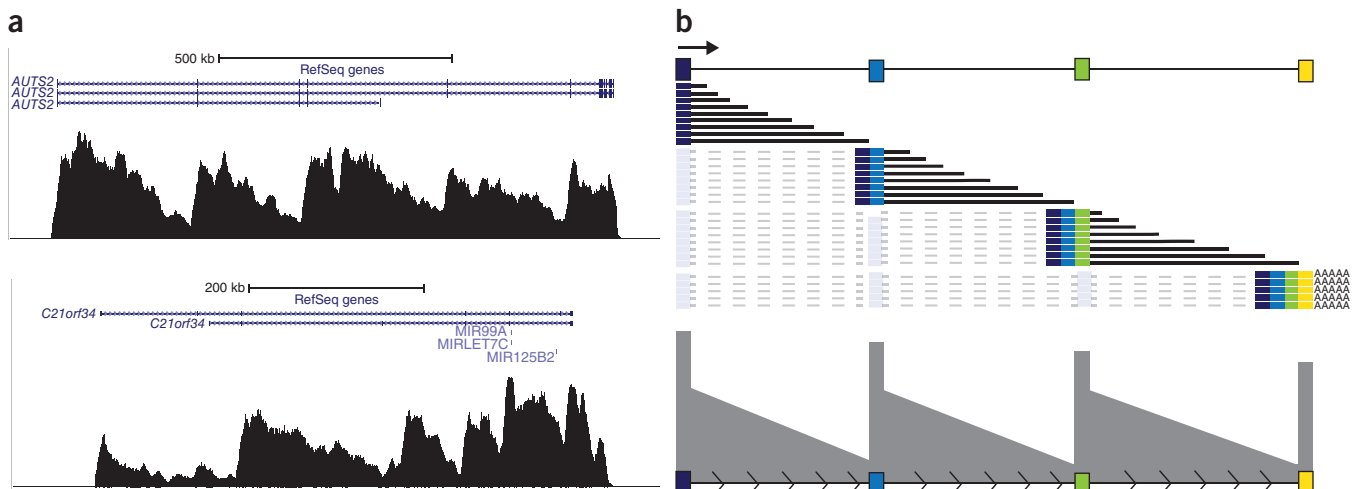 a
500 kb
RefSeq genes
AUTS2
AUTS2
AUTS2
200 kb
RefSeq genes
C21orf34
C21orf34
MIR99A
MIRLET7C
MIR125B2
b
AAAAA
AAAAA
AAAAA
AAAAA
AAAAA